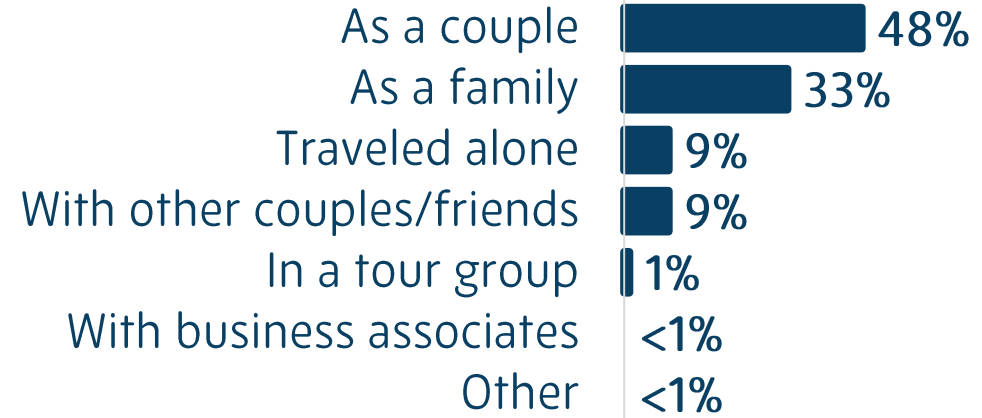 As a couple 48%
As a family 33%
Traveled alone 9%
With other couples/friends 9%
In a tour group 1%
With business associates <1%
Other <1%